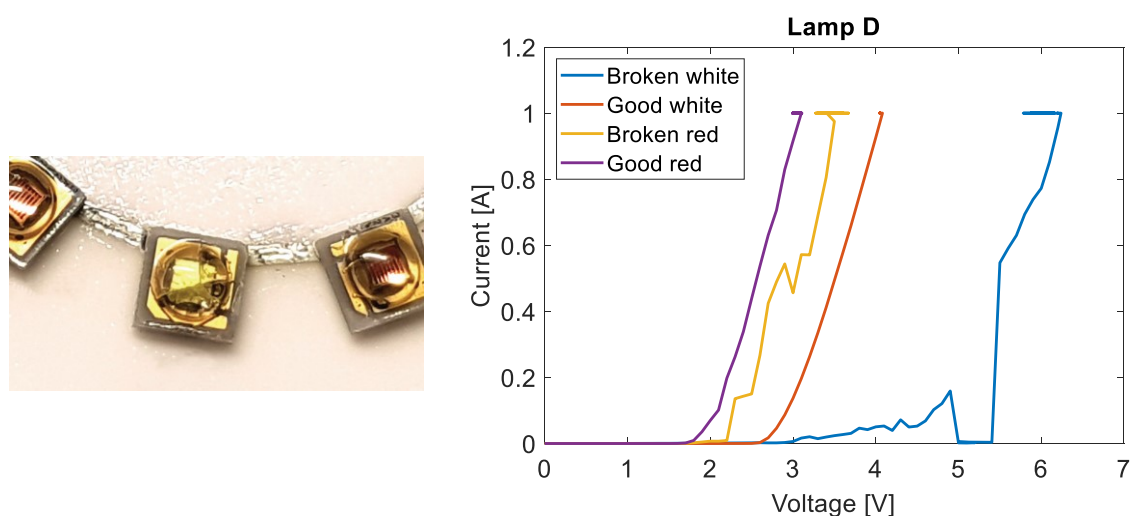 Lamp D
1.2
1
0.8
0.6
0.4
0.2
0
Current [A]
Broken white
Good white
Broken red
Good red
0 1 2 3 4 5 6 7
Voltage [V]